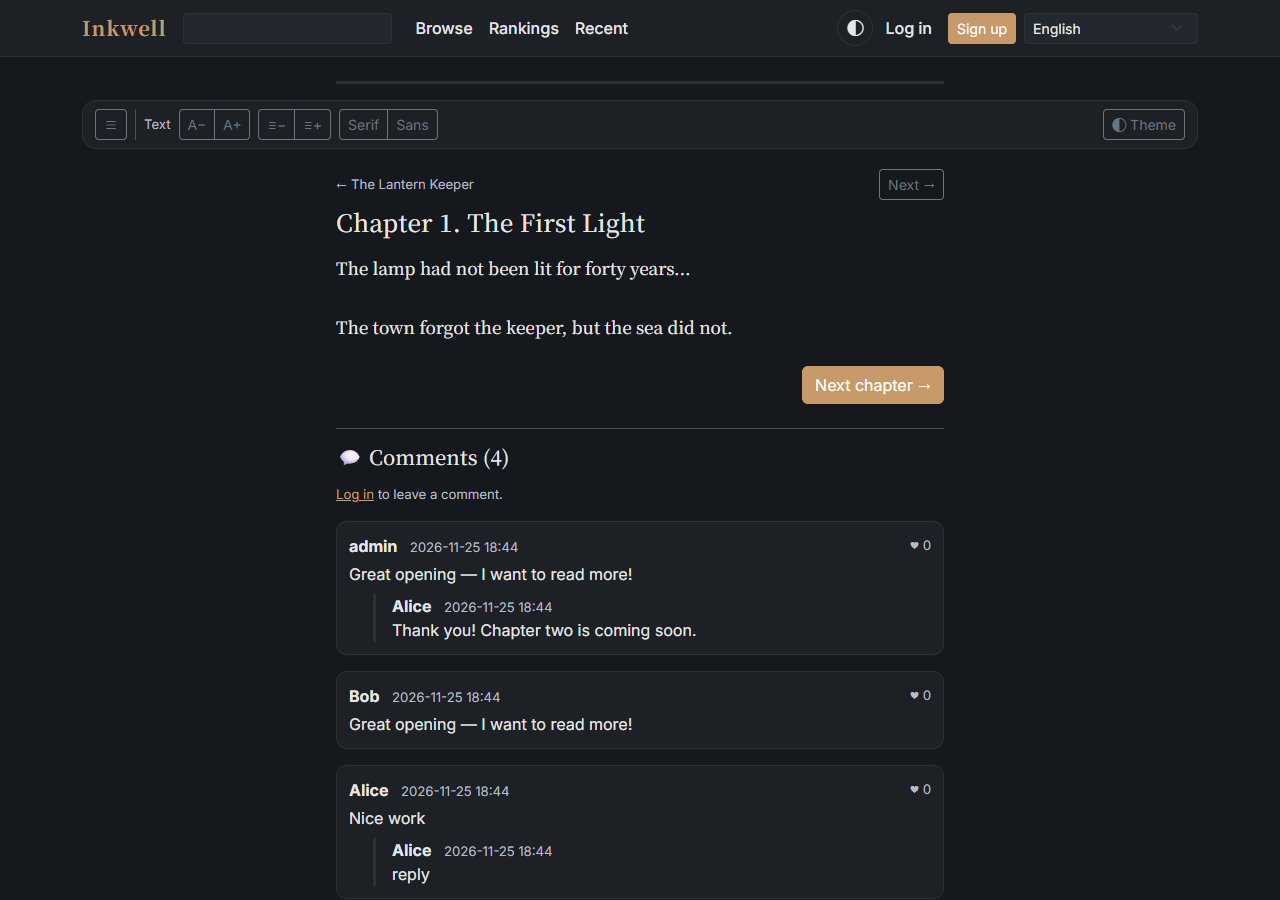 Inkwell Browse Rankings Recent Log in Sign up English
☰ Text A− A+ ☰− ☰+ Serif Sans Theme
← The Lantern Keeper Next →
Chapter 1. The First Light
The lamp had not been lit for forty years…
The town forgot the keeper, but the sea did not.
Next chapter →
Comments (4)
Log in to leave a comment.
admin 2026-11-25 18:44 ♥ 0
Great opening — I want to read more!
Alice 2026-11-25 18:44
Thank you! Chapter two is coming soon.
Bob 2026-11-25 18:44 ♥ 0
Great opening — I want to read more!
Alice 2026-11-25 18:44 ♥ 0
Nice work
Alice 2026-11-25 18:44
reply